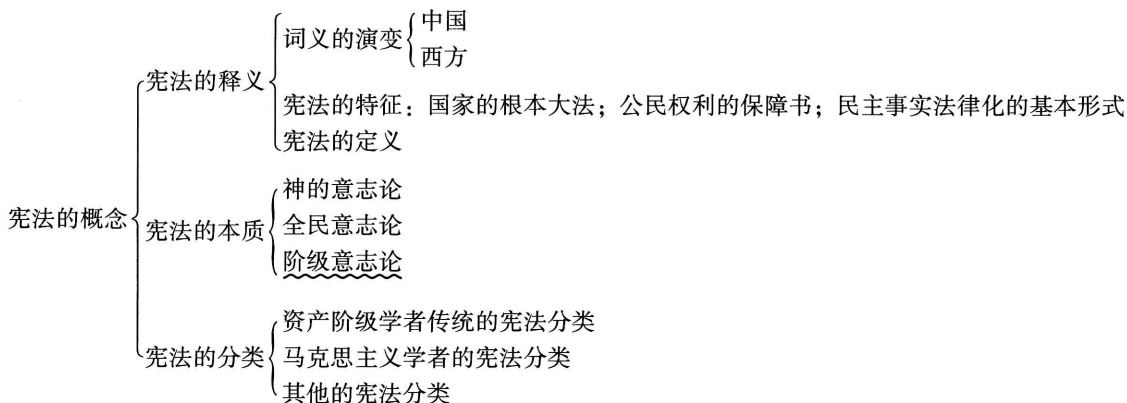 宪法的概念
宪法的释义
词义的演变
中国
西方
宪法的特征：国家的根本大法；公民权利的保障书；民主事实法律化的基本形式
宪法的定义
宪法的本质
神的意志论
全民意志论
阶级意志论
宪法的分类
资产阶级学者传统的宪法分类
马克思主义学者的宪法分类
其他的宪法分类